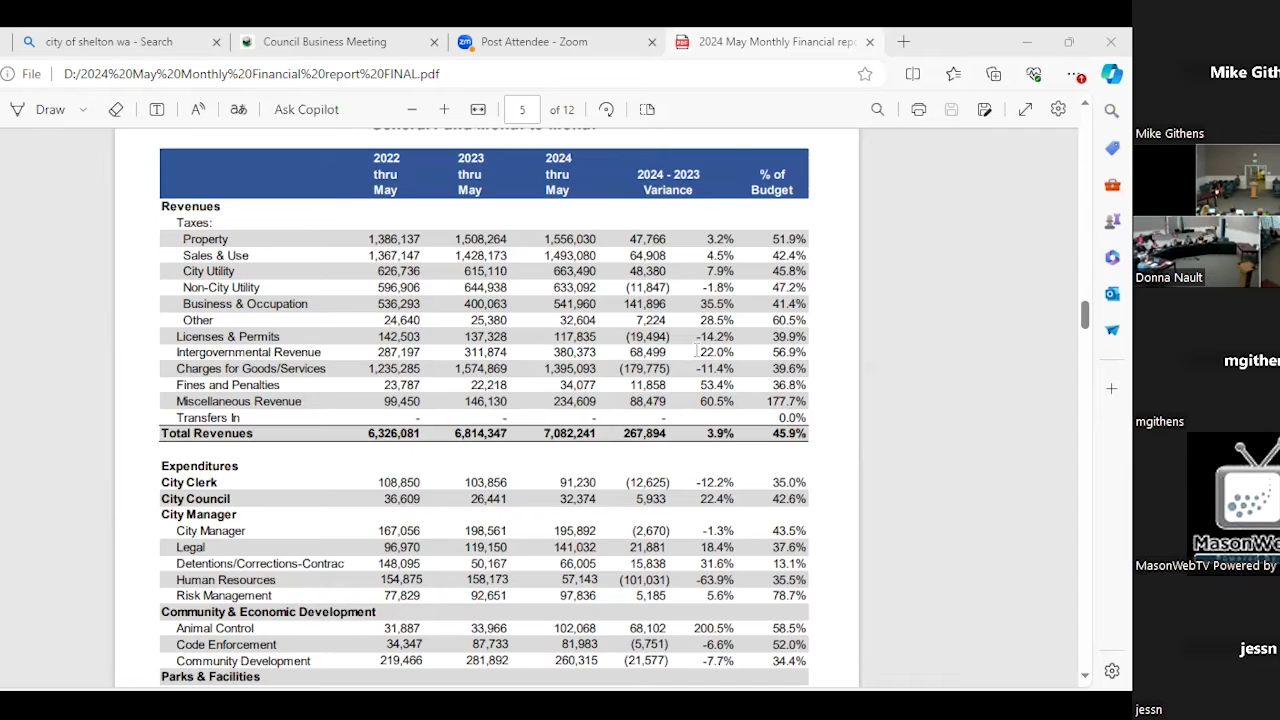 city of shelton wa - Search
Council Business Meeting
Post Attendee - Zoom
2024 May Monthly Financial repo
File D:/2024%20May%20Monthly%20Financial%20report%20FINAL.pdf
Draw Ask Copilot 5 of 12
2022 thru May 2023 thru May 2024 thru May 2024 - 2023 Variance % of Budget
Revenues
Taxes:
Property 1,386,137 1,508,264 1,556,030 47,766 3.2% 51.9%
Sales & Use 1,367,147 1,428,173 1,493,080 64,908 4.5% 42.4%
City Utility 626,736 615,110 663,490 48,380 7.9% 45.8%
Non-City Utility 596,906 644,938 633,092 (11,847) -1.8% 47.2%
Business & Occupation 536,293 400,063 541,960 141,896 35.5% 41.4%
Other 24,640 25,380 32,604 7,224 28.5% 60.5%
Licenses & Permits 142,503 137,328 117,835 (19,494) -14.2% 39.9%
Intergovernmental Revenue 287,197 311,874 380,373 68,499 22.0% 56.9%
Charges for Goods/Services 1,235,285 1,574,869 1,395,093 (179,775) -11.4% 39.6%
Fines and Penalties 23,787 22,218 34,077 11,858 53.4% 36.8%
Miscellaneous Revenue 99,450 146,130 234,609 88,479 60.5% 177.7%
Transfers In - - - - 0.0%
Total Revenues 6,326,081 6,814,347 7,082,241 267,894 3.9% 45.9%
Expenditures
City Clerk 108,850 103,856 91,230 (12,625) -12.2% 35.0%
City Council 36,609 26,441 32,374 5,933 22.4% 42.6%
City Manager
City Manager 167,056 198,561 195,892 (2,670) -1.3% 43.5%
Legal 96,970 119,150 141,032 21,881 18.4% 37.6%
Detentions/Corrections-Contrac 148,095 50,167 66,005 15,838 31.6% 13.1%
Human Resources 154,875 158,173 57,143 (101,031) -63.9% 35.5%
Risk Management 77,829 92,651 97,836 5,185 5.6% 78.7%
Community & Economic Development
Animal Control 31,887 33,966 102,068 68,102 200.5% 58.5%
Code Enforcement 34,347 87,733 81,983 (5,751) -6.6% 52.0%
Community Development 219,466 281,892 260,315 (21,577) -7.7% 34.4%
Parks & Facilities
Mike Gith
Mike Githens
Donna Nault
mgithe
mgithens
MasonWe
MasonWebTV Powered by
jessn
jessn